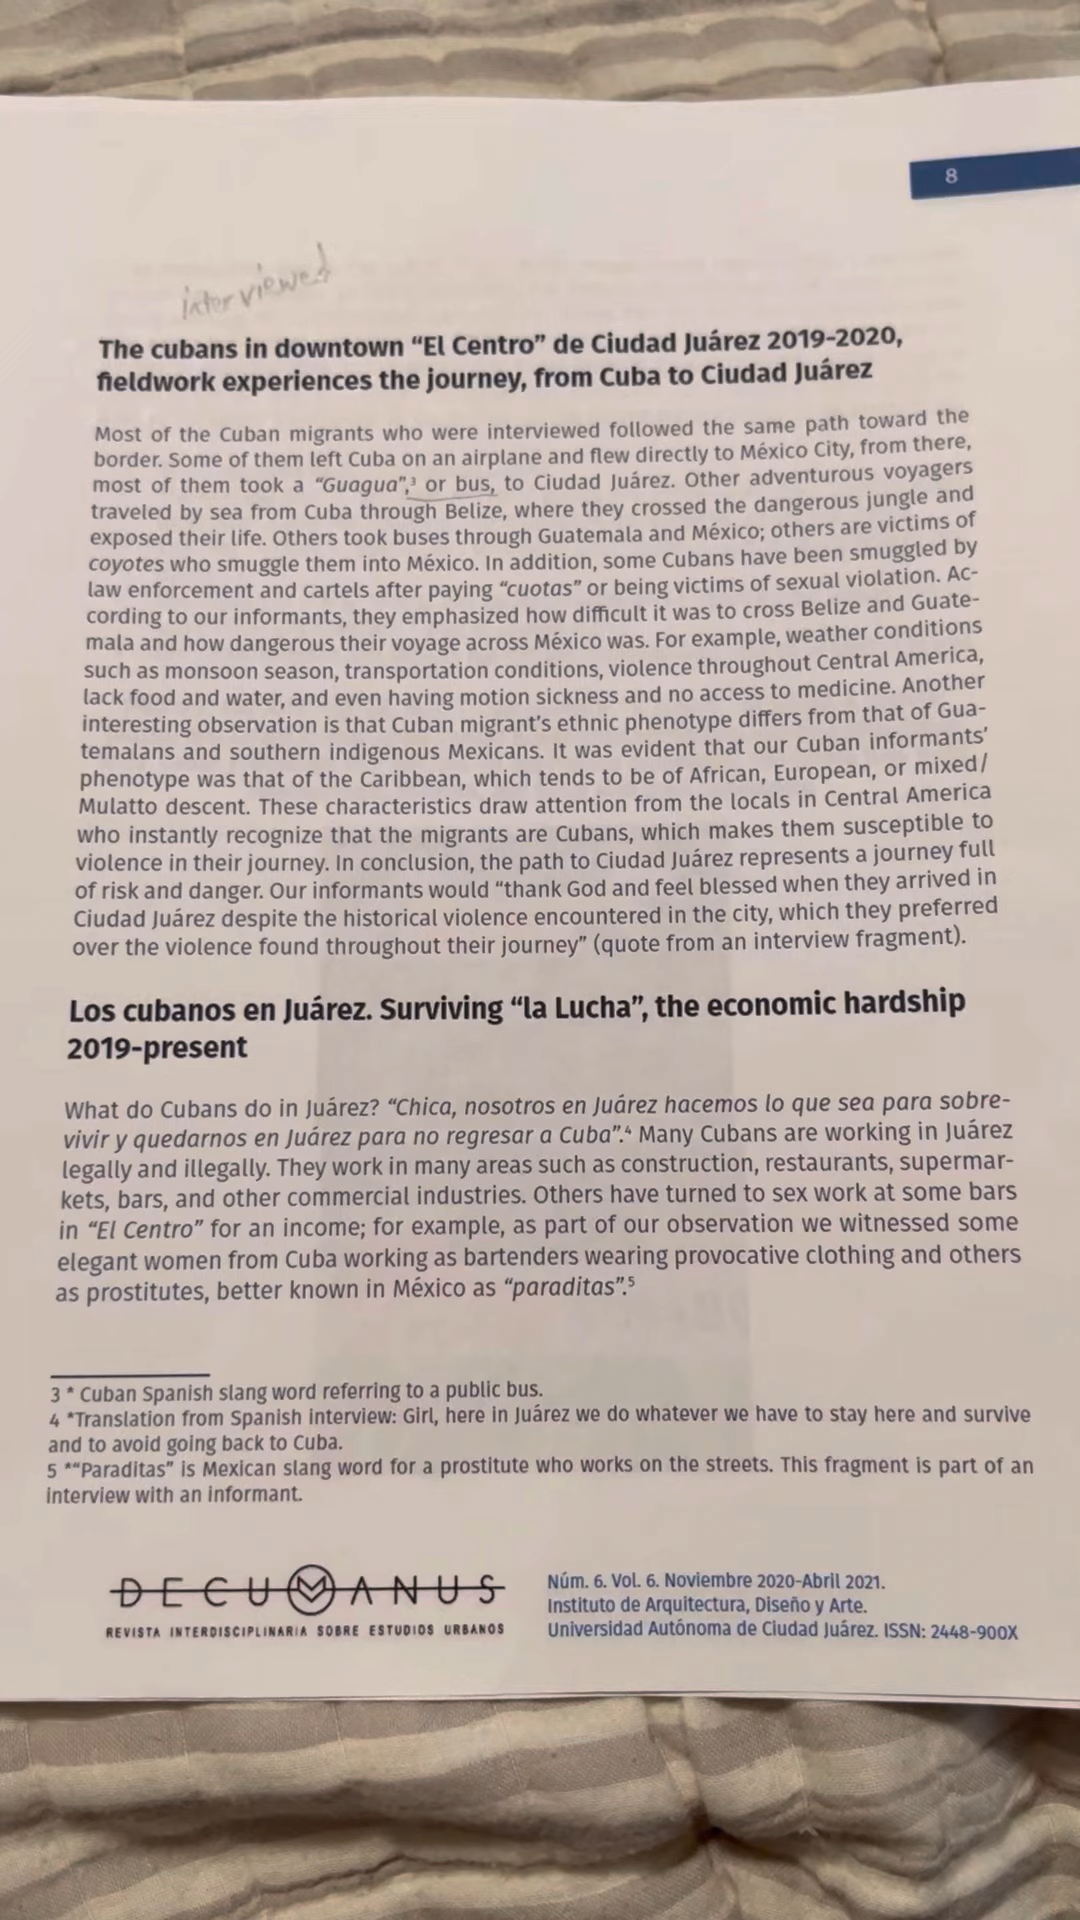 8
interviewed
The cubans in downtown “El Centro” de Ciudad Juárez 2019-2020,
fieldwork experiences the journey, from Cuba to Ciudad Juárez
Most of the Cuban migrants who were interviewed followed the same path toward the
border. Some of them left Cuba on an airplane and flew directly to México City, from there,
most of them took a “Guagua”,³ or bus, to Ciudad Juárez. Other adventurous voyagers
traveled by sea from Cuba through Belize, where they crossed the dangerous jungle and
exposed their life. Others took buses through Guatemala and México; others are victims of
coyotes who smuggle them into México. In addition, some Cubans have been smuggled by
law enforcement and cartels after paying “cuotas” or being victims of sexual violation. Ac-
cording to our informants, they emphasized how difficult it was to cross Belize and Guate-
mala and how dangerous their voyage across México was. For example, weather conditions
such as monsoon season, transportation conditions, violence throughout Central America,
lack food and water, and even having motion sickness and no access to medicine. Another
interesting observation is that Cuban migrant’s ethnic phenotype differs from that of Gua-
temalans and southern indigenous Mexicans. It was evident that our Cuban informants’
phenotype was that of the Caribbean, which tends to be of African, European, or mixed/
Mulatto descent. These characteristics draw attention from the locals in Central America
who instantly recognize that the migrants are Cubans, which makes them susceptible to
violence in their journey. In conclusion, the path to Ciudad Juárez represents a journey full
of risk and danger. Our informants would “thank God and feel blessed when they arrived in
Ciudad Juárez despite the historical violence encountered in the city, which they preferred
over the violence found throughout their journey” (quote from an interview fragment).
Los cubanos en Juárez. Surviving “la Lucha”, the economic hardship
2019-present
What do Cubans do in Juárez? “Chica, nosotros en Juárez hacemos lo que sea para sobre-
vivir y quedarnos en Juárez para no regresar a Cuba”.⁴ Many Cubans are working in Juárez
legally and illegally. They work in many areas such as construction, restaurants, supermar-
kets, bars, and other commercial industries. Others have turned to sex work at some bars
in “El Centro” for an income; for example, as part of our observation we witnessed some
elegant women from Cuba working as bartenders wearing provocative clothing and others
as prostitutes, better known in México as “paraditas”.⁵
3 * Cuban Spanish slang word referring to a public bus.
4 *Translation from Spanish interview: Girl, here in Juárez we do whatever we have to stay here and survive
and to avoid going back to Cuba.
5 *“Paraditas” is Mexican slang word for a prostitute who works on the streets. This fragment is part of an
interview with an informant.
DECUMANUS
REVISTA INTERDISCIPLINARIA SOBRE ESTUDIOS URBANOS
Núm. 6. Vol. 6. Noviembre 2020-Abril 2021.
Instituto de Arquitectura, Diseño y Arte.
Universidad Autónoma de Ciudad Juárez. ISSN: 2448-900X